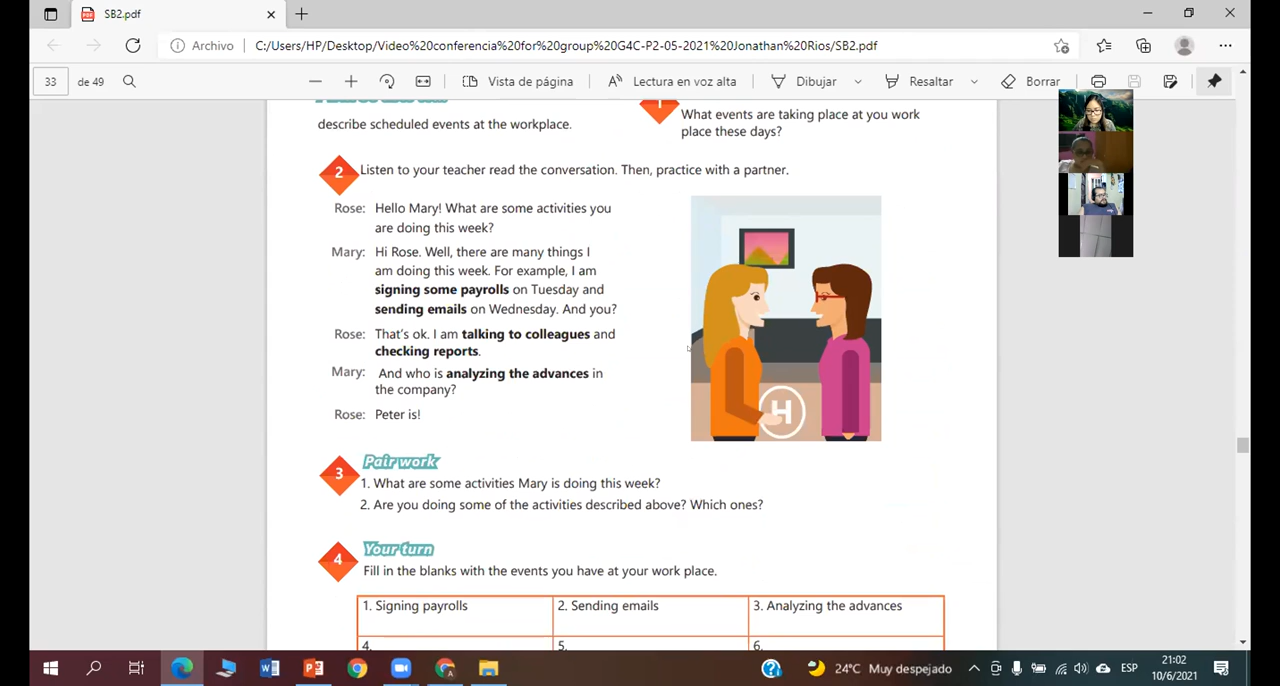 SB2.pdf
Archivo
C:/Users/HP/Desktop/Video%20conferencia%20for%20group%20G4C-P2-05-2021%20Jonathan%20Rios/SB2.pdf
33 de 49
Vista de página
Lectura en voz alta
Dibujar
Resaltar
Borrar
describe scheduled events at the workplace.
1
What events are taking place at you work
place these days?
2 Listen to your teacher read the conversation. Then, practice with a partner.
Rose: Hello Mary! What are some activities you
are doing this week?
Mary: Hi Rose. Well, there are many things I
am doing this week. For example, I am
signing some payrolls on Tuesday and
sending emails on Wednesday. And you?
Rose: That's ok. I am talking to colleagues and
checking reports.
Mary: And who is analyzing the advances in
the company?
Rose: Peter is!
H
3 Pair work
1. What are some activities Mary is doing this week?
2. Are you doing some of the activities described above? Which ones?
4 Your turn
Fill in the blanks with the events you have at your work place.
1. Signing payrolls
2. Sending emails
3. Analyzing the advances
4.
5.
6.
24°C Muy despejado
ESP
21:02
10/6/2021